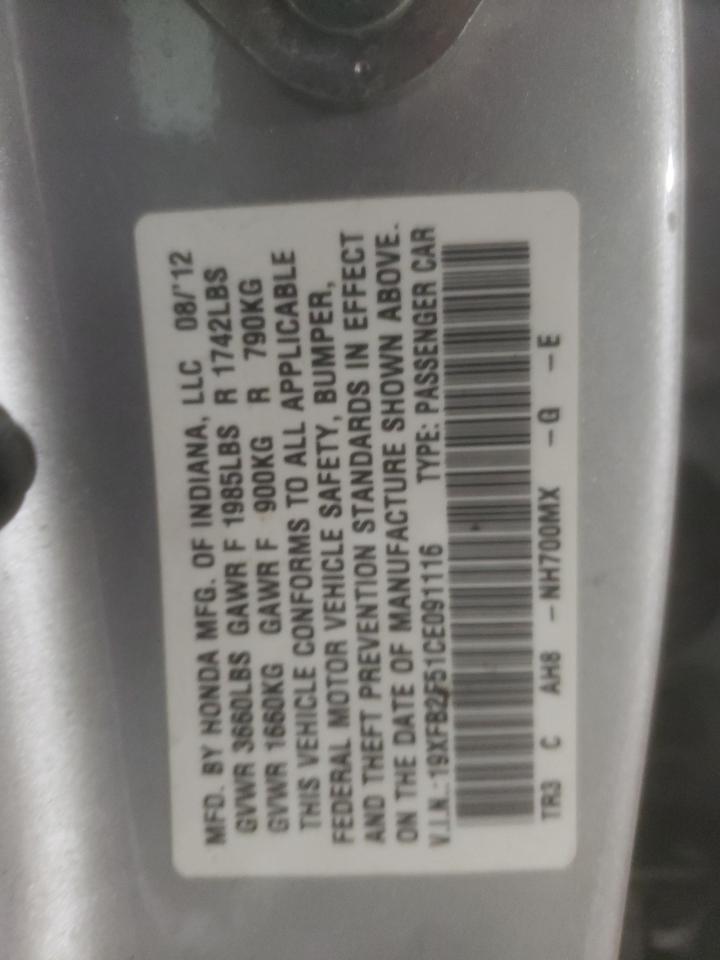 MFD. BY HONDA MFG. OF INDIANA, LLC 08/'12
GVWR 3660LBS GAWR F 1985LBS R 1742LBS
GVWR 1660KG GAWR F 900KG R 790KG
THIS VEHICLE CONFORMS TO ALL APPLICABLE
FEDERAL MOTOR VEHICLE SAFETY, BUMPER,
AND THEFT PREVENTION STANDARDS IN EFFECT
ON THE DATE OF MANUFACTURE SHOWN ABOVE.
V.I.N.:19XFB2F51CE091116 TYPE: PASSENGER CAR
TR3 C AH8 -NH700MX -G -E